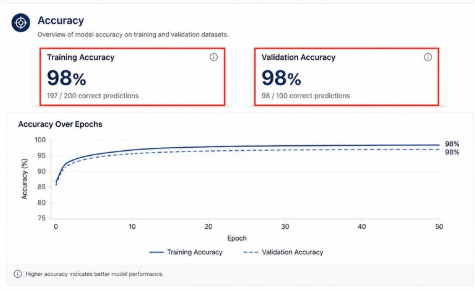 Accuracy
Overview of model accuracy on training and validation datasets.
Training Accuracy
98%
197 / 200 correct predictions
Validation Accuracy
98%
98 / 100 correct predictions
Accuracy Over Epochs
Accuracy (%)
100
95
90
85
80
75
98%
98%
0 10 20 30 40 50
Epoch
Training Accuracy Validation Accuracy
Higher accuracy indicates better model performance.